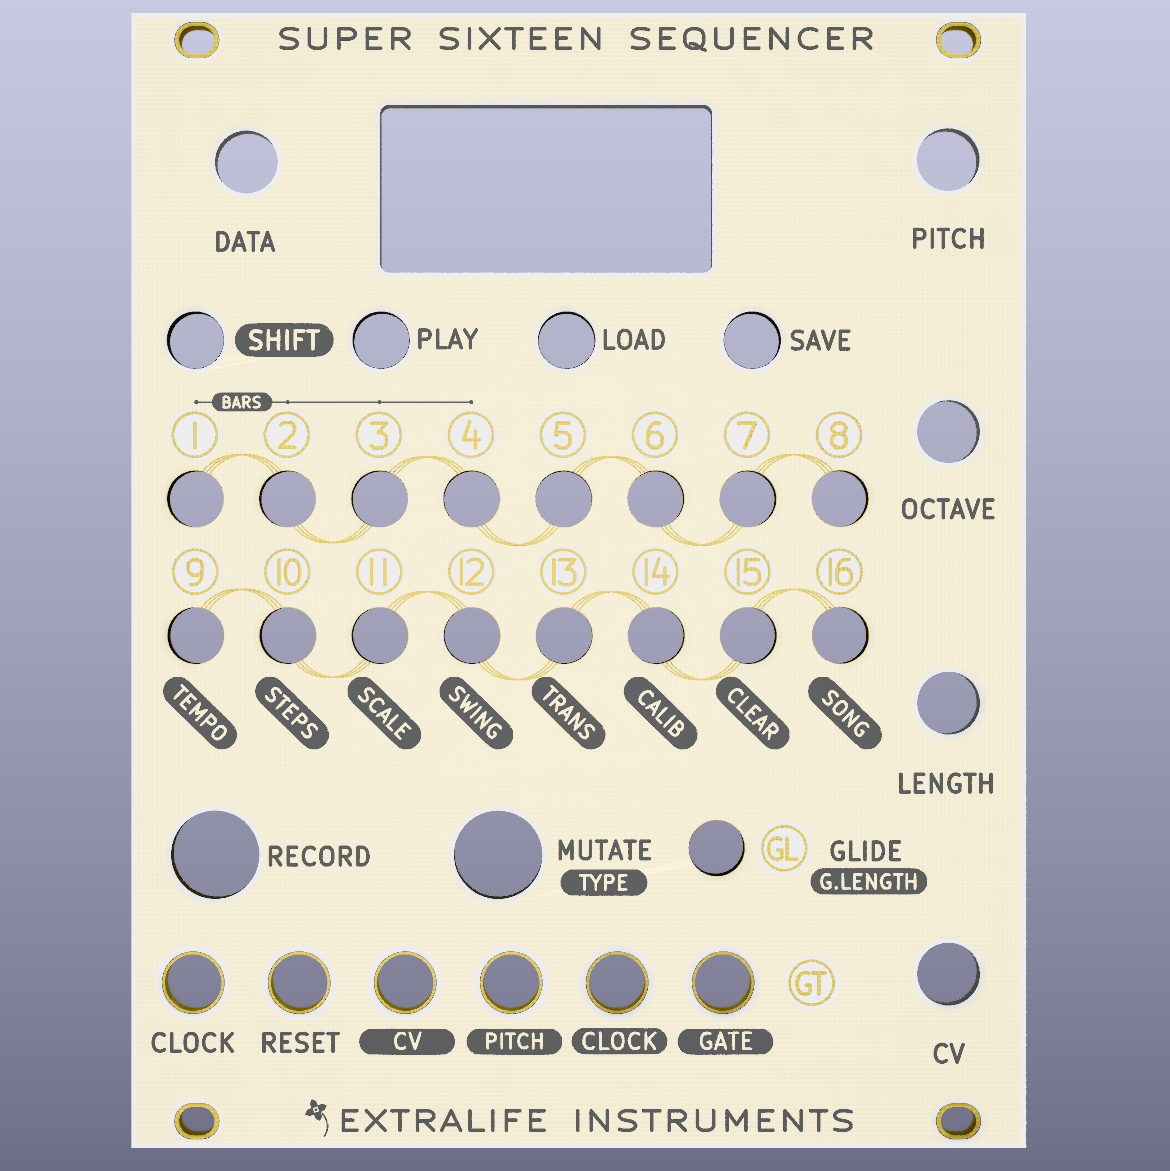 SUPER SIXTEEN SEQUENCER
DATA
PITCH
SHIFT PLAY LOAD SAVE
BARS
1 2 3 4 5 6 7 8
OCTAVE
9 10 11 12 13 14 15 16
TEMPO STEPS SCALE SWING TRANS CALIB CLEAR SONG
LENGTH
RECORD
MUTATE
TYPE
GL
GLIDE
G.LENGTH
GT
CLOCK RESET CV PITCH CLOCK GATE
CV
EXTRALIFE INSTRUMENTS